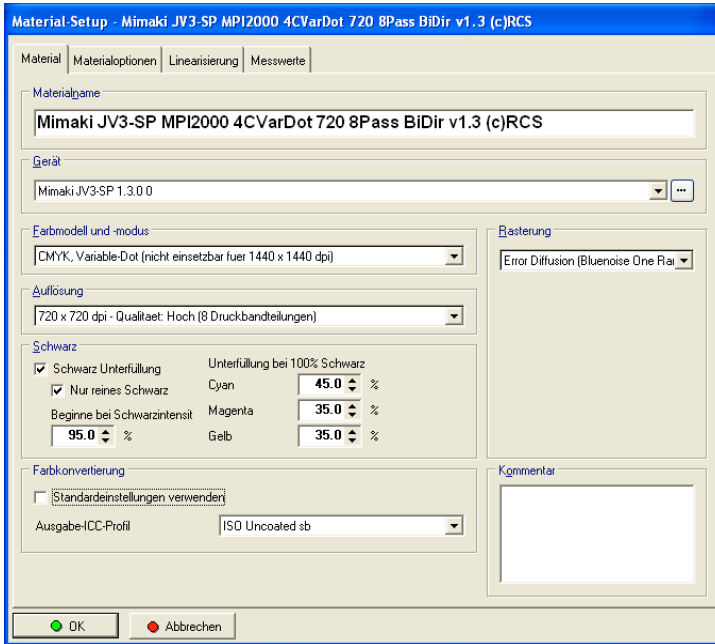 Material-Setup - Mimaki JV3-SP MPI2000 4CVarDot 720 8Pass BiDir v1.3 (c)RCS
Material Materialoptionen Linearisierung Messwerte
Materialname
Mimaki JV3-SP MPI2000 4CVarDot 720 8Pass BiDir v1.3 (c)RCS
Gerät
Mimaki JV3-SP 1.3.0 0
...
Farbmodell und -modus
CMYK, Variable-Dot (nicht einsetzbar fuer 1440 x 1440 dpi)
Rasterung
Error Diffusion (Bluenoise One
Auflösung
720 x 720 dpi - Qualitaet: Hoch (8 Druckbandteilungen)
Schwarz
Schwarz Unterfüllung
Nur reines Schwarz
Beginne bei Schwarzintensit
95.0 %
Unterfüllung bei 100% Schwarz
Cyan 45.0 %
Magenta 35.0 %
Gelb 35.0 %
Farbkonvertierung
Standardeinstellungen verwenden
Ausgabe-ICC-Profil ISO Uncoated sb
Kommentar
OK Abbrechen